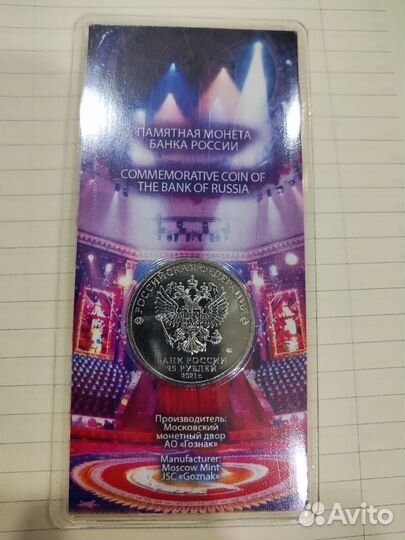 ПАМЯТНАЯ МОНЕТА
БАНКА РОССИИ
COMMEMORATIVE COIN OF
THE BANK OF RUSSIA
РОССИЙСКАЯ ФЕДЕРАЦИЯ
БАНК РОССИИ
25 РУБЛЕЙ
2021 г.
Производитель:
Московский
монетный двор
АО «Гознак»
Manufacturer:
Moscow Mint
JSC «Goznak»
Avito